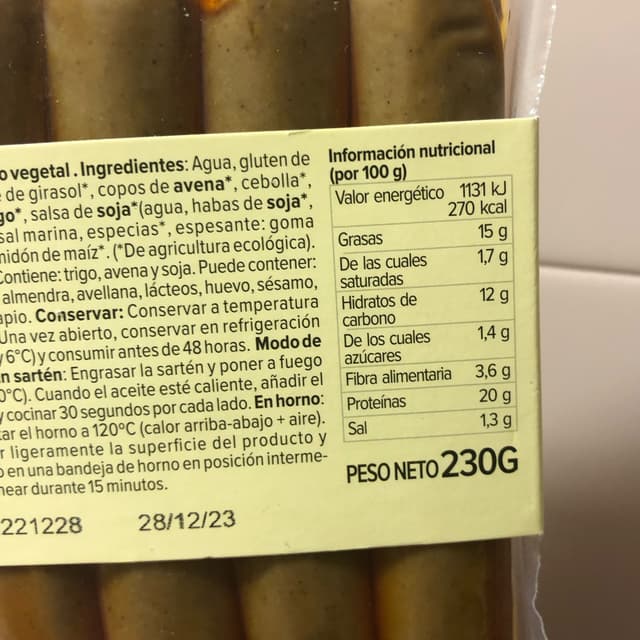 o vegetal. Ingredientes: Agua, gluten de
de girasol*, copos de avena*, cebolla*,
go*, salsa de soja*(agua, habas de soja*,
sal marina, especias*, espesante: goma
midón de maíz*. (*De agricultura ecológica).
Contiene: trigo, avena y soja. Puede contener:
almendra, avellana, lácteos, huevo, sésamo,
apio. Conservar: Conservar a temperatura
Una vez abierto, conservar en refrigeración
y 6°C) y consumir antes de 48 horas. Modo de
n sartén: Engrasar la sartén y poner a fuego
0°C). Cuando el aceite esté caliente, añadir el
y cocinar 30 segundos por cada lado. En horno:
tar el horno a 120ºC (calor arriba-abajo + aire).
r ligeramente la superficie del producto y
o en una bandeja de horno en posición interme-
near durante 15 minutos.
221228 28/12/23
Información nutricional
(por 100 g)
Valor energético 1131 kJ
270 kcal
Grasas 15 g
De las cuales saturadas 1,7 g
Hidratos de carbono 12 g
De los cuales azúcares 1,4 g
Fibra alimentaria 3,6 g
Proteínas 20 g
Sal 1,3 g
PESO NETO 230G